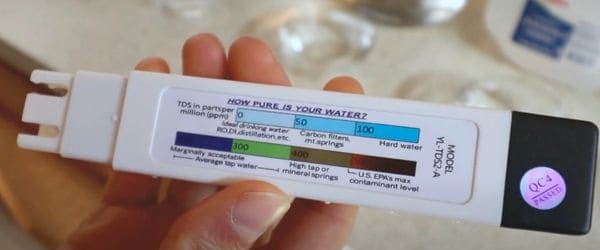 HOW PURE IS YOUR WATER?
TDS in partsper
million (ppm)
0 50 100
Ideal drinking water
RO,DI,distillation,etc.
Carbon filters,
mt.springs
Hard water
300 400
Marginally acceptable
Average tap water
High tap or
mineral springs
U.S. EPA's max
contaminant level
MODEL
YL-TDS2-A
QC4
PASSED